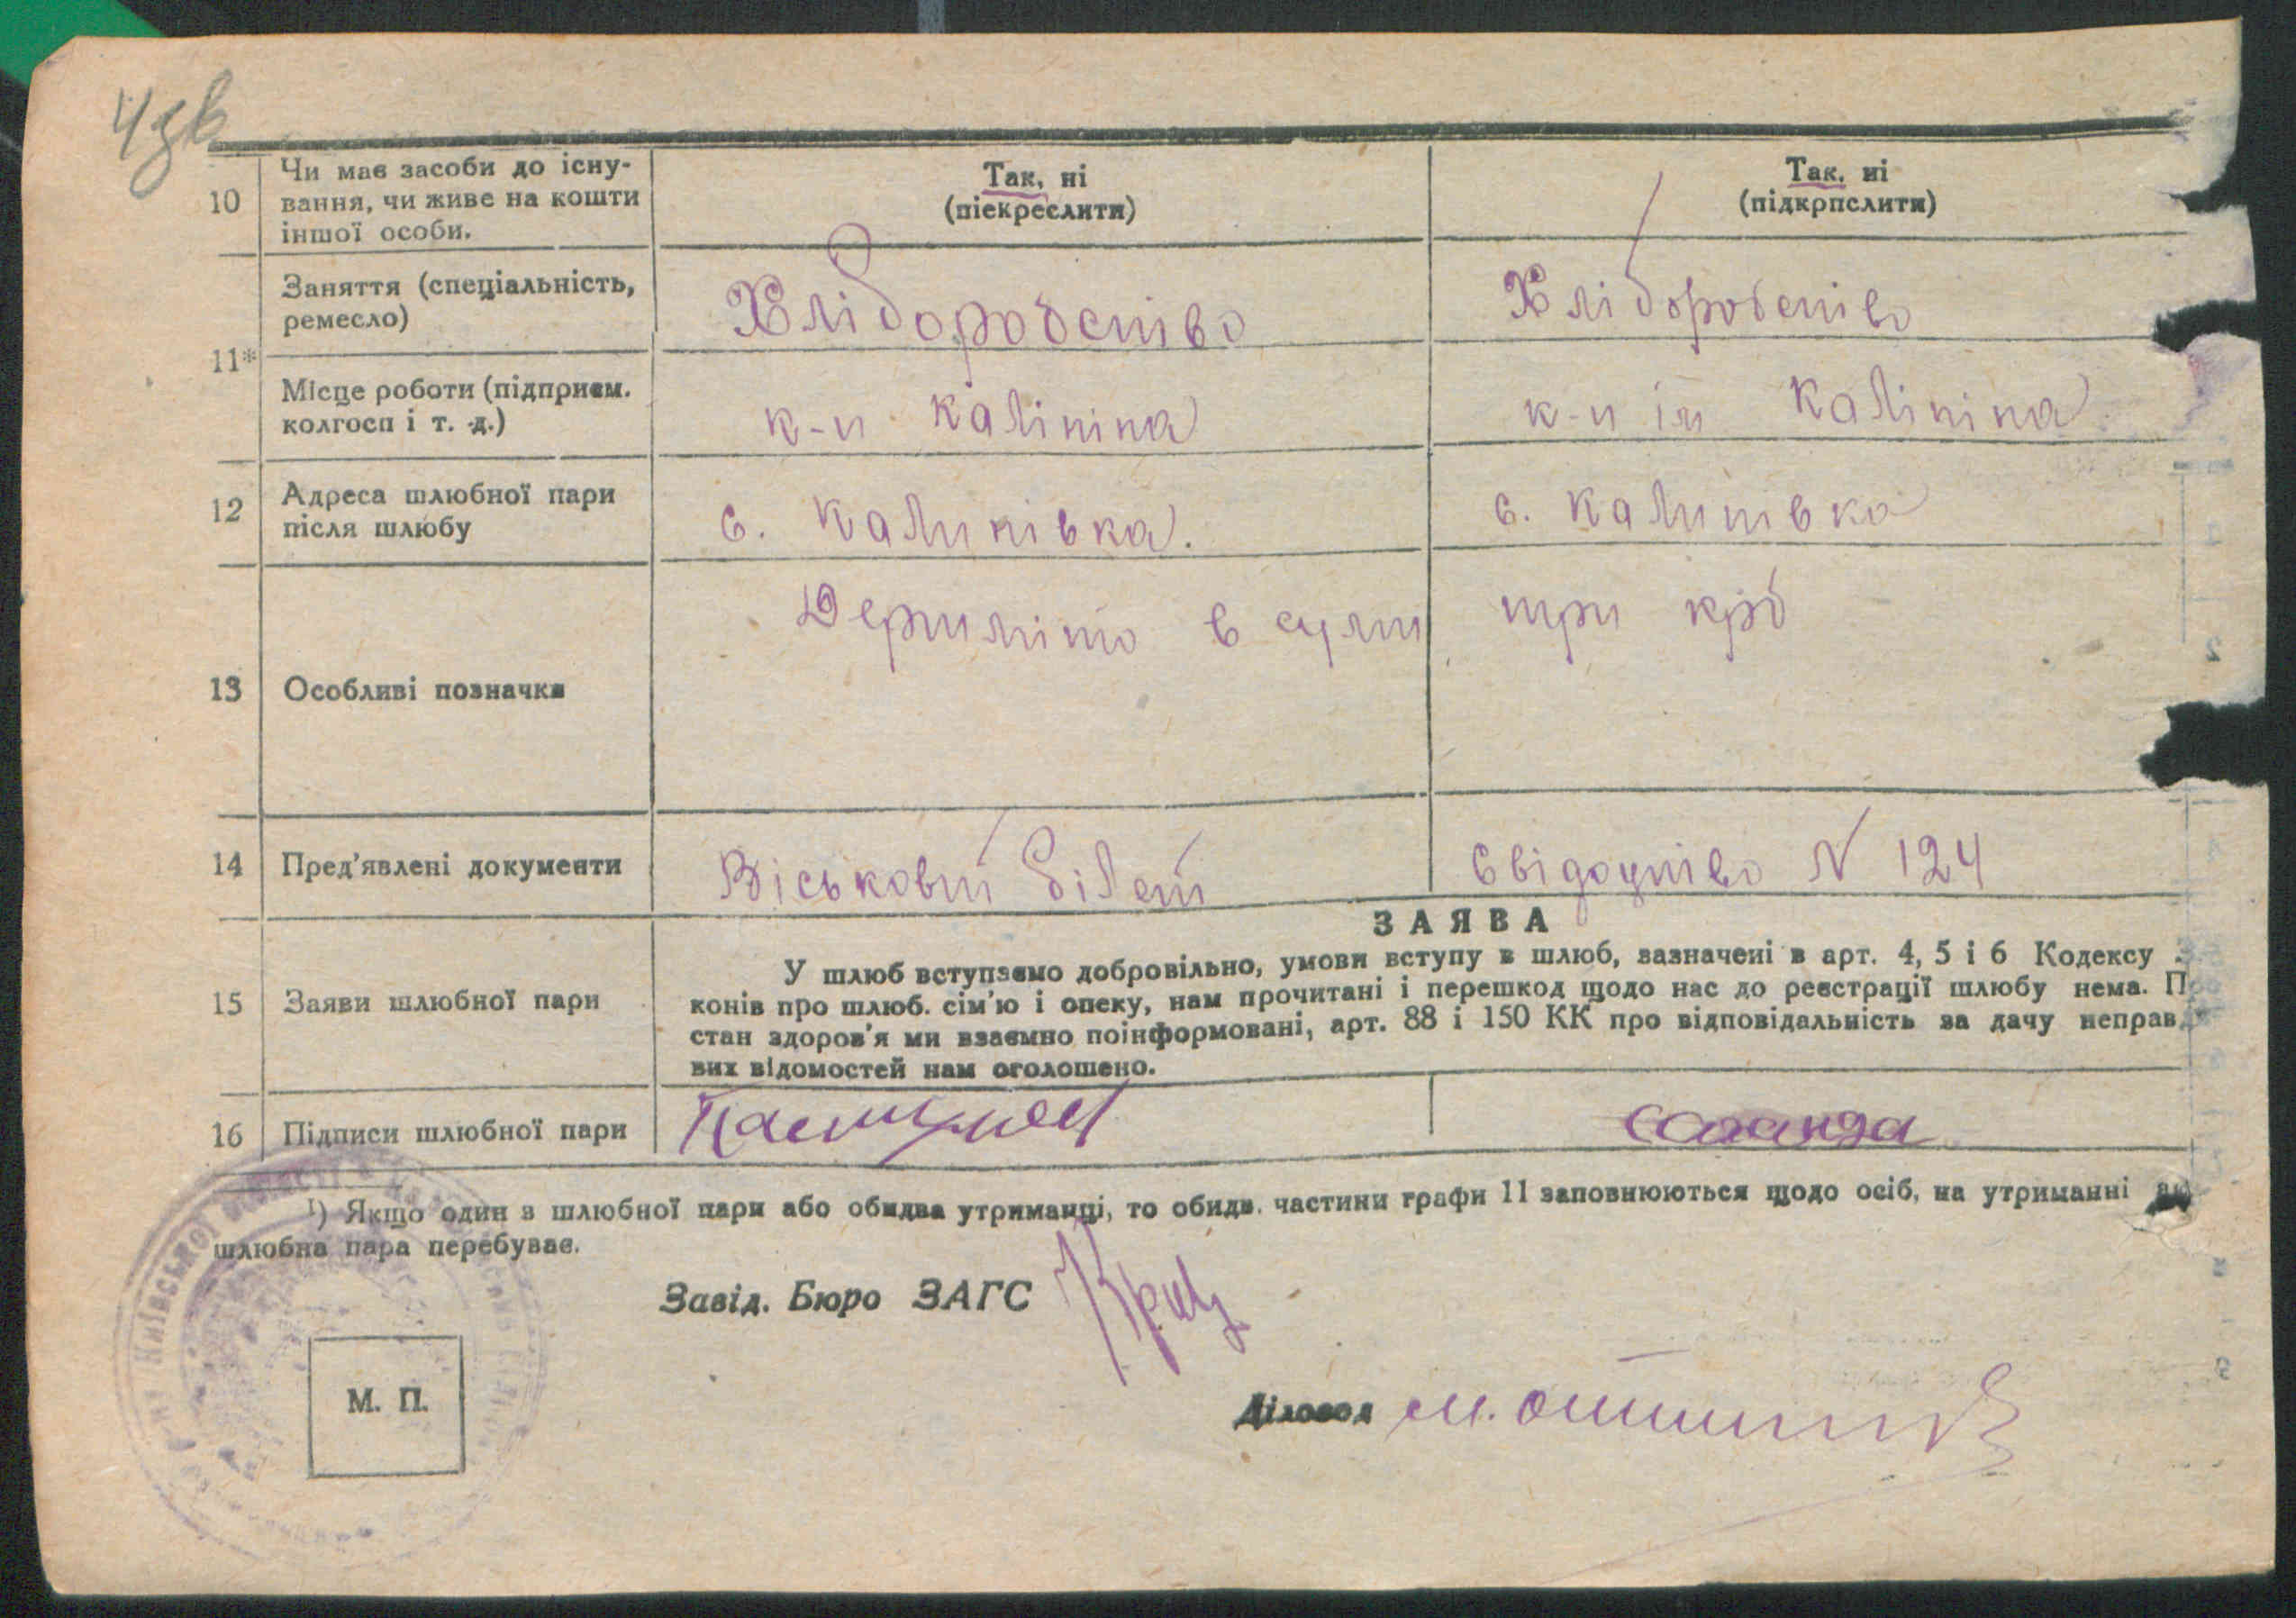 4зв
10 Чи має засоби до існу-
вання, чи живе на кошти
іншої особи.
Так, ні
(піекреслити)
Так, ні
(підкрпслити)
11*
Заняття (спеціальність,
ремесло)
Хліборобство
Хліборобство
Місце роботи (підприєм.
колгосп і т. д.)
к-п Калініна
к-п ім Калініна
12 Адреса шлюбної пари
після шлюбу
с. Калинівка.
с. Калинівка
13 Особливі позначки
Держмито в сумі три крб
14 Пред'явлені документи
Військовий білет
Свідоцтво N 124
15 Заяви шлюбної пари
ЗАЯВА
У шлюб вступаємо добровільно, умови вступу в шлюб, зазначені в арт. 4, 5 і 6 Кодексу
конів про шлюб. сім'ю і опеку, нам прочитані і перешкод щодо нас до реєстрації шлюбу нема. П
стан здоров'я ми взаємно поінформовані, арт. 88 і 150 КК про відповідальність за дачу неправ
вих відомостей нам оголошено.
16 Підписи шлюбної пари
¹) Якщо один з шлюбної пари або обидва утриманці, то обидв. частини графи 11 заповнюються щодо осіб, на утриманні
шлюбна пара перебуває.
Завід. Бюро ЗАГС
М. П.
Діловод